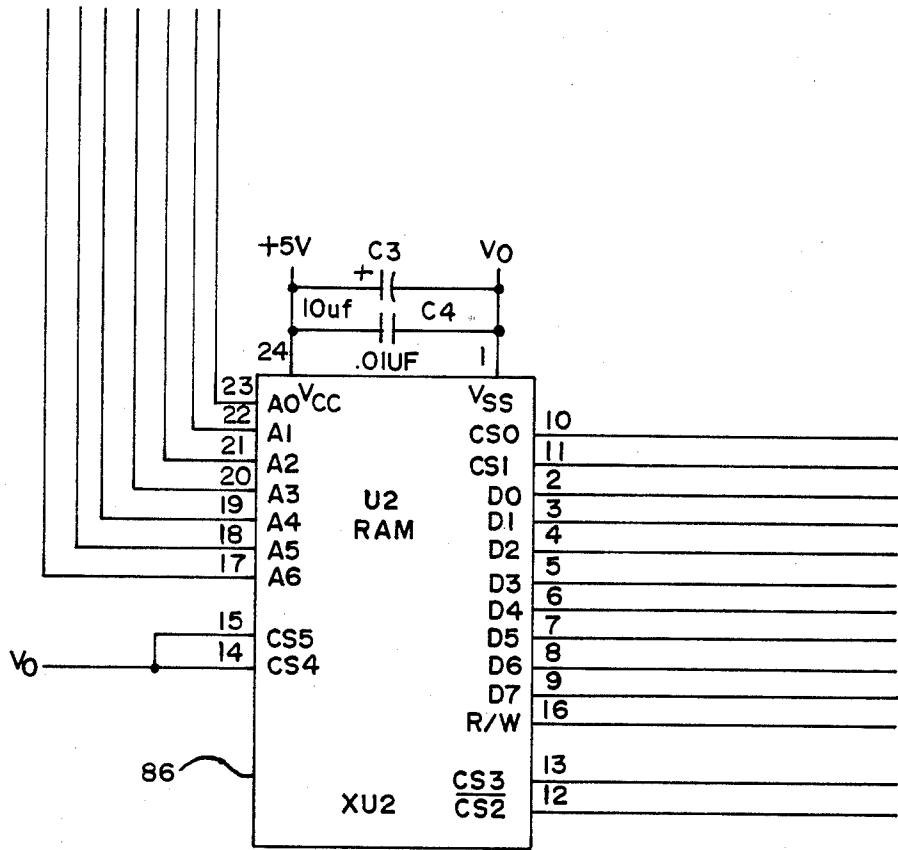 +5V C3 VO
+
10uf C4
24 .01UF 1
23 A0 VCC VSS
22 A1 CS0 10
21 A2 CS1 11
20 A3 D0 2
19 A4 U2 D1 3
18 A5 RAM D2 4
17 A6 D3 5
D4 6
15 CS5 D5 7
VO 14 CS4 D6 8
D7 9
R/W 16
86 CS3 13
XU2 CS2 12